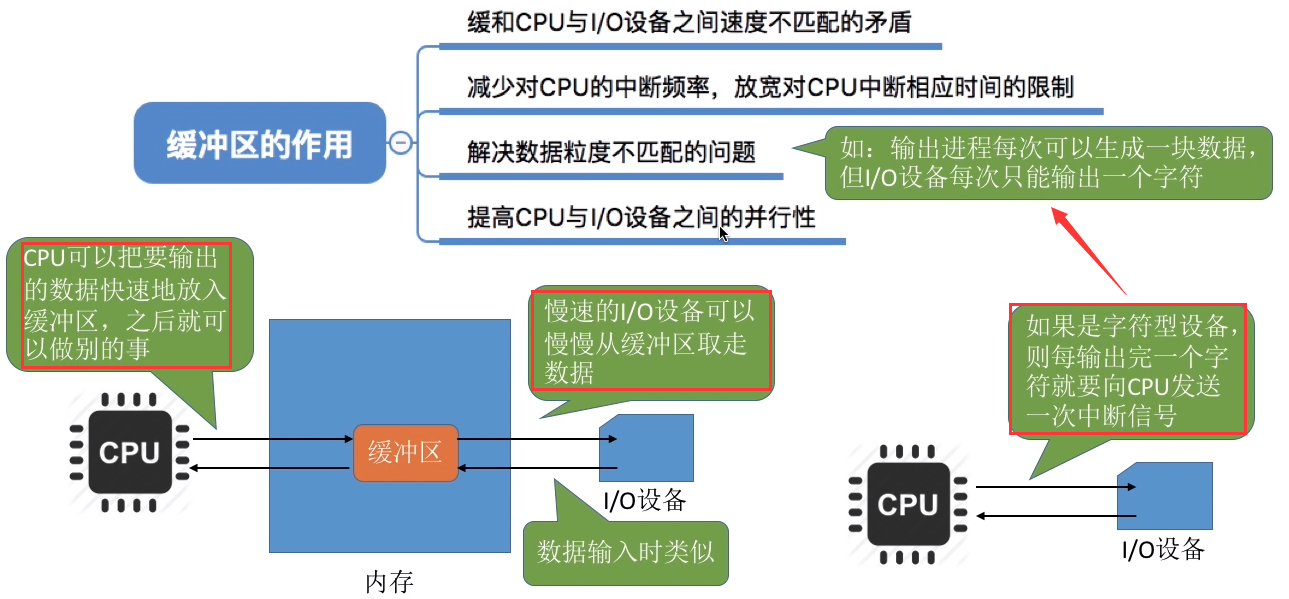 缓和CPU与I/O设备之间速度不匹配的矛盾
减少对CPU的中断频率，放宽对CPU中断相应时间的限制
缓冲区的作用
解决数据粒度不匹配的问题
如：输出进程每次可以生成一块数据，
但I/O设备每次只能输出一个字符
提高CPU与I/O设备之间的并行性
CPU可以把要输出
的数据快速地放入
缓冲区，之后就可
以做别的事
慢速的I/O设备可以
慢慢从缓冲区取走
数据
如果是字符型设备，
则每输出完一个字
符就要向CPU发送
一次中断信号
CPU
缓冲区
I/O设备
数据输入时类似
内存
CPU
I/O设备